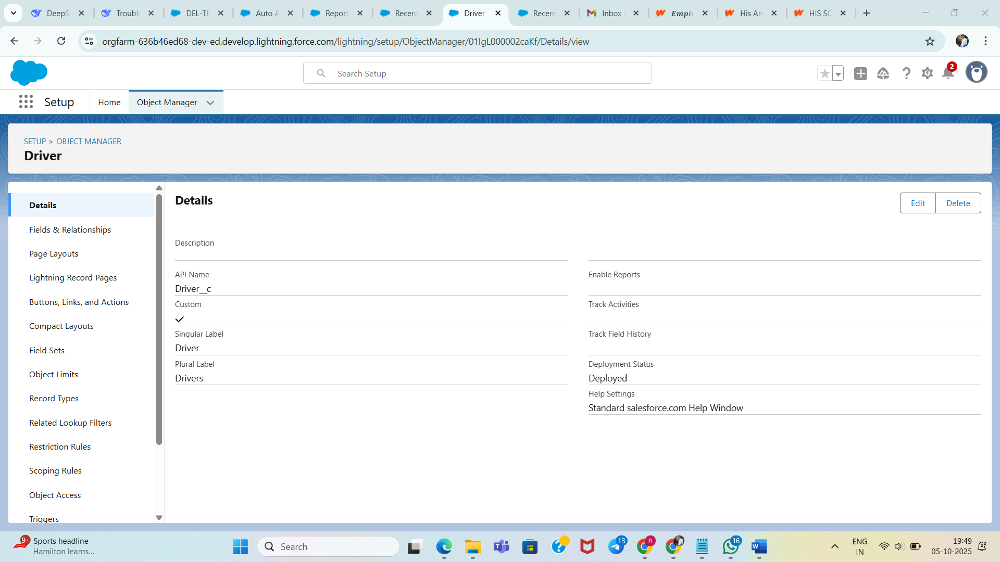 DeepS
Trouble
DEL-TE
Auto A
Report
Recent
Driver
Recent
Inbox
Empir
His Arr
HIS SC
orgfarm-636b46ed68-dev-ed.develop.lightning.force.com/lightning/setup/ObjectManager/01IgL000002caKf/Details/view
Search Setup
2
Setup
Home
Object Manager
SETUP > OBJECT MANAGER
Driver
Details
Fields & Relationships
Page Layouts
Lightning Record Pages
Buttons, Links, and Actions
Compact Layouts
Field Sets
Object Limits
Record Types
Related Lookup Filters
Restriction Rules
Scoping Rules
Object Access
Triggers
Details
Edit
Delete
Description
API Name
Driver__c
Custom
Singular Label
Driver
Plural Label
Drivers
Enable Reports
Track Activities
Track Field History
Deployment Status
Deployed
Help Settings
Standard salesforce.com Help Window
9+
Sports headline
Hamilton learns...
Search
13
R
16
ENG
IN
19:49
05-10-2025